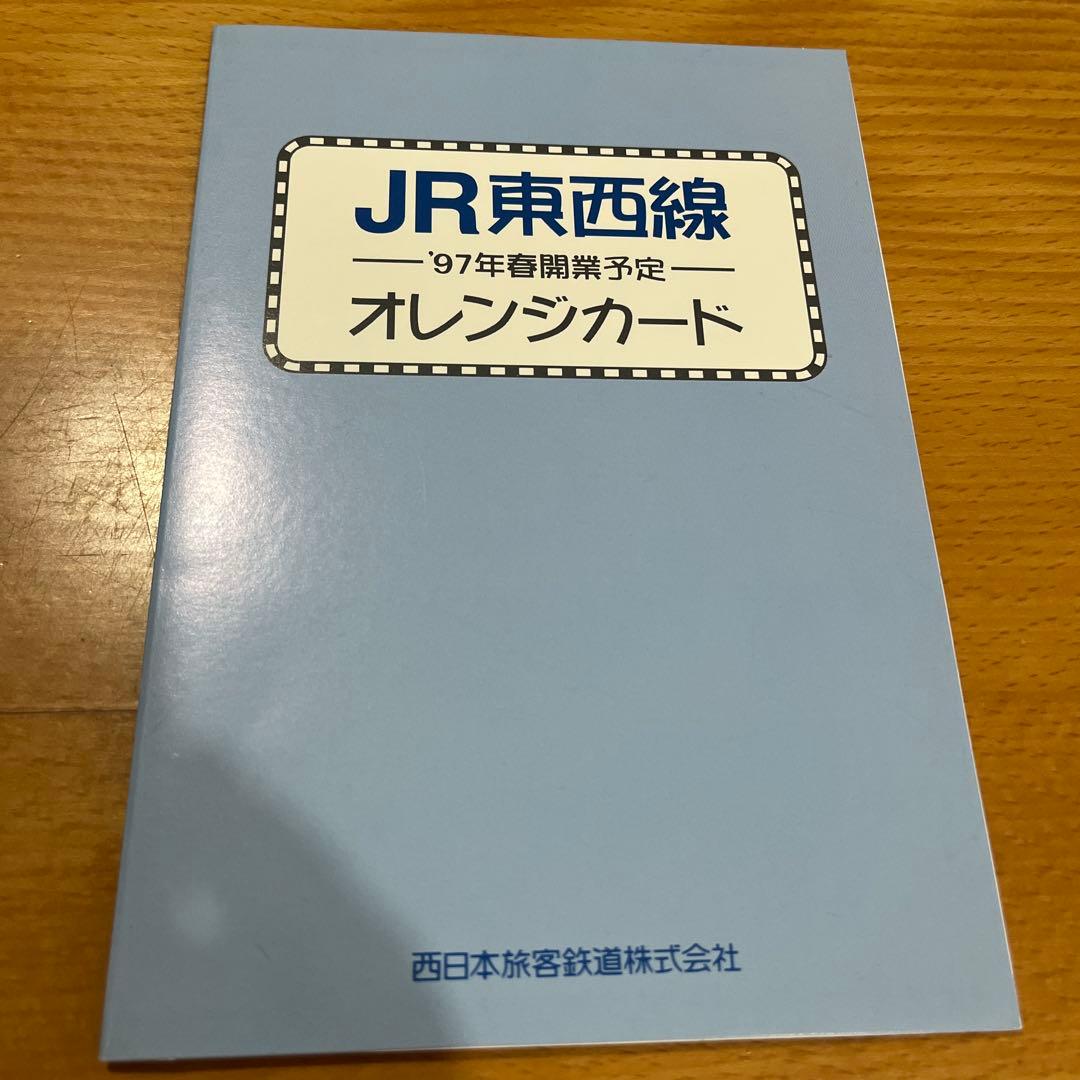 JR東西線
'97年春開業予定
オレンジカード
西日本旅客鉄道株式会社